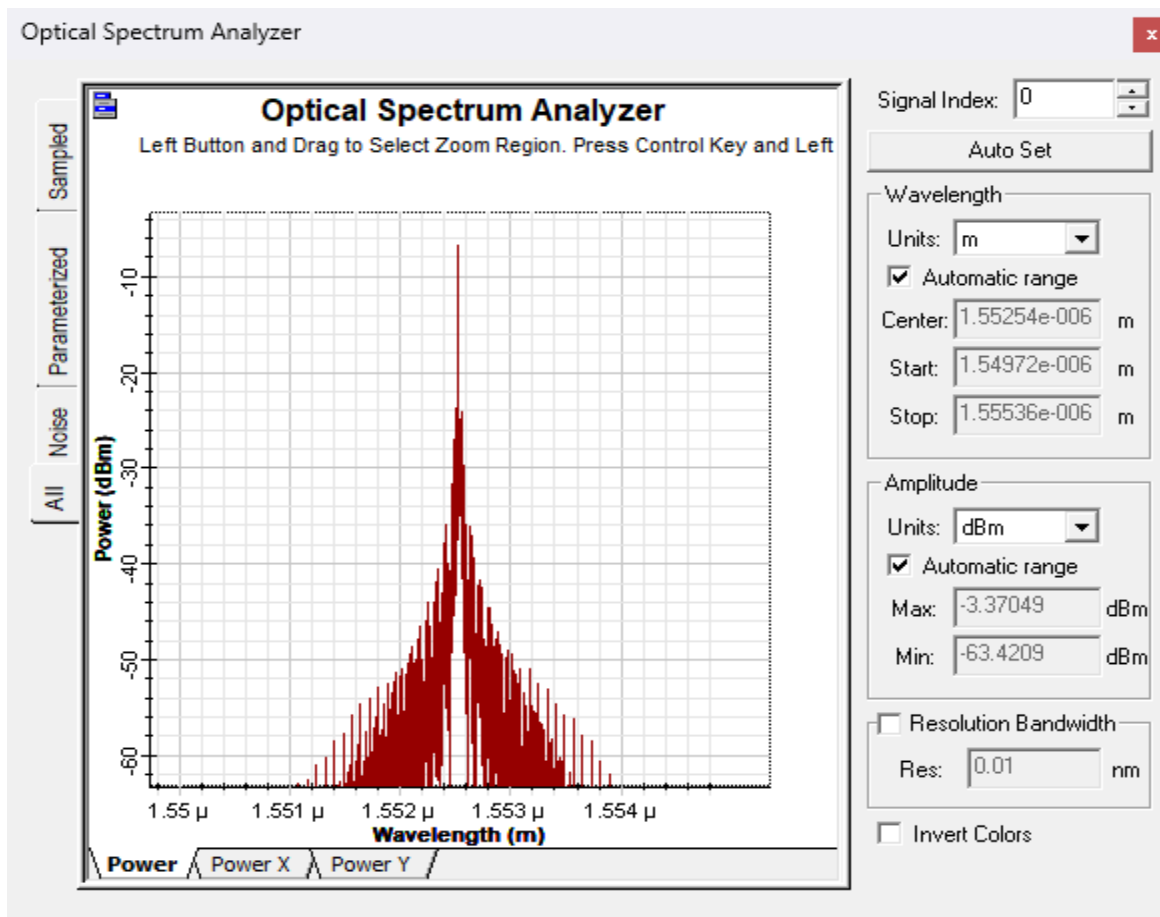 Optical Spectrum Analyzer
x
Sampled
Parameterized
Noise
All
Optical Spectrum Analyzer
Left Button and Drag to Select Zoom Region. Press Control Key and Left
Power (dBm)
-10
-20
-30
-40
-50
-60
1.55 µ 1.551 µ 1.552 µ 1.553 µ 1.554 µ
Wavelength (m)
Power Power X Power Y
Signal Index: 0
Auto Set
Wavelength
Units: m
Automatic range
Center: 1.55254e-006 m
Start: 1.54972e-006 m
Stop: 1.55536e-006 m
Amplitude
Units: dBm
Automatic range
Max: -3.37049 dBm
Min: -63.4209 dBm
Resolution Bandwidth
Res: 0.01 nm
Invert Colors